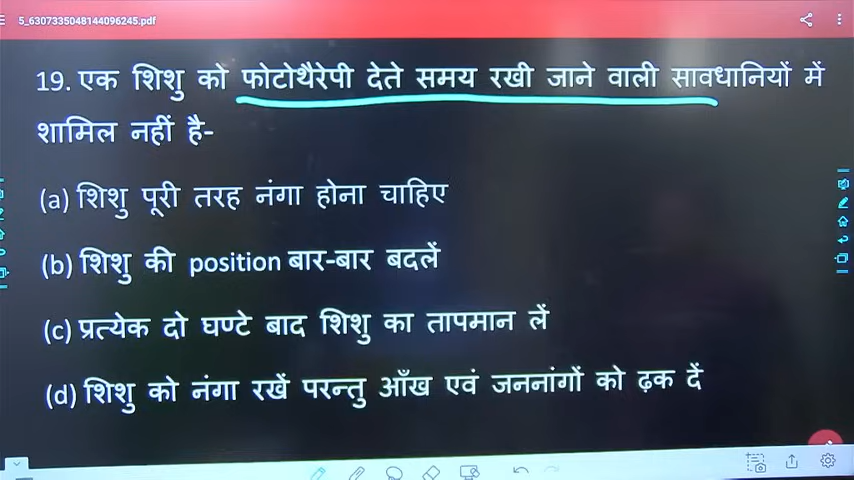 5_6307335048144096245.pdf
19. एक शिशु को फोटोथैरेपी देते समय रखी जाने वाली सावधानियों में
शामिल नहीं है-
(a) शिशु पूरी तरह नंगा होना चाहिए
(b) शिशु की position बार-बार बदलें
(c) प्रत्येक दो घण्टे बाद शिशु का तापमान लें
(d) शिशु को नंगा रखें परन्तु आँख एवं जननांगों को ढ़क दें